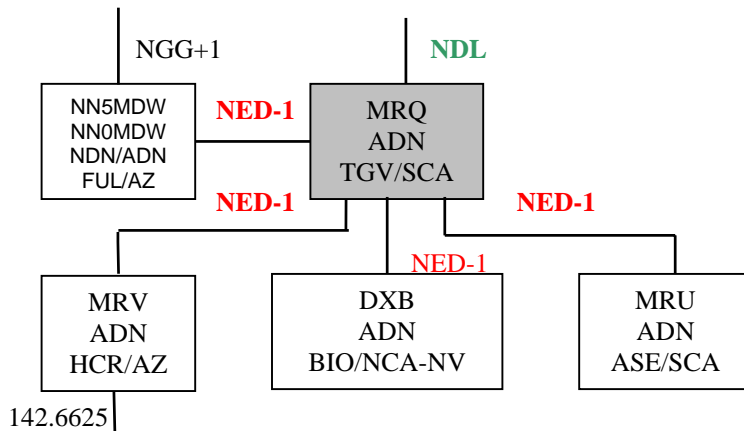 NGG+1
NDL
NN5MDW
NN0MDW
NDN/ADN
FUL/AZ
NED-1
MRQ
ADN
TGV/SCA
NED-1
NED-1
NED-1
MRV
ADN
HCR/AZ
DXB
ADN
BIO/NCA-NV
MRU
ADN
ASE/SCA
142.6625